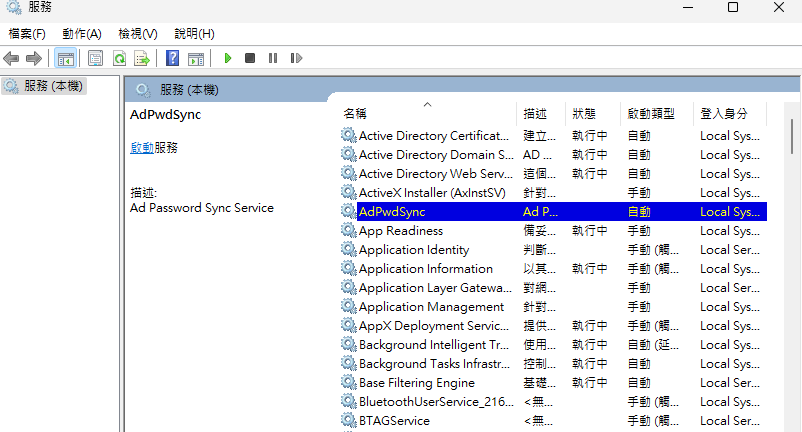 服務
檔案(F) 動作(A) 檢視(V) 說明(H)
服務 (本機)
服務 (本機)
AdPwdSync
啟動服務
描述:
Ad Password Sync Service
名稱 描述 狀態 啟動類型 登入身分
Active Directory Certificat... 建立... 執行中 自動 Local Sys...
Active Directory Domain S... AD ... 執行中 自動 Local Sys...
Active Directory Web Serv... 這個... 執行中 自動 Local Sys...
ActiveX Installer (AxInstSV) 針對... 手動 Local Sys...
AdPwdSync Ad P... 自動 Local Sys...
App Readiness 備妥... 執行中 手動 Local Sys...
Application Identity 判斷... 手動 (觸... Local Ser...
Application Information 以其... 執行中 手動 (觸... Local Sys...
Application Layer Gatewa... 對網... 手動 Local Ser...
Application Management 針對... 手動 Local Sys...
AppX Deployment Servic... 提供... 執行中 手動 (觸... Local Sys...
Background Intelligent Tr... 使用... 執行中 自動 (延... Local Sys...
Background Tasks Infrastr... 控制... 執行中 自動 Local Sys...
Base Filtering Engine 基礎... 執行中 自動 Local Ser...
BluetoothUserService_216... <無... 手動 (觸... Local Sys...
BTAGService <無... 手動 (觸... Local Ser...